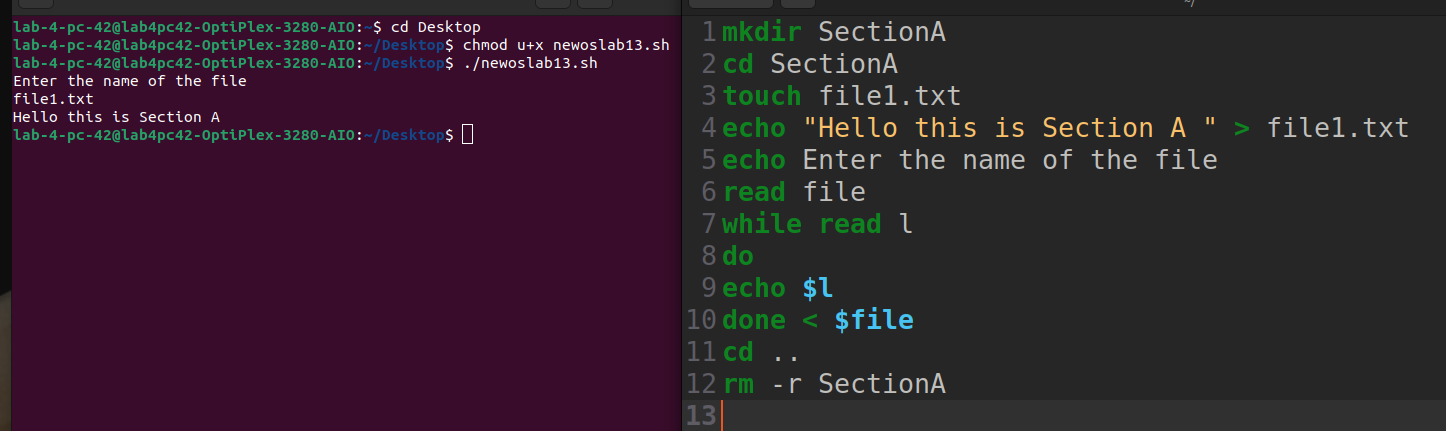 lab-4-pc-42@lab4pc42-OptiPlex-3280-AIO:~$ cd Desktop
lab-4-pc-42@lab4pc42-OptiPlex-3280-AIO:~/Desktop$ chmod u+x newoslab13.sh
lab-4-pc-42@lab4pc42-OptiPlex-3280-AIO:~/Desktop$ ./newoslab13.sh
Enter the name of the file
file1.txt
Hello this is Section A
lab-4-pc-42@lab4pc42-OptiPlex-3280-AIO:~/Desktop$
~/
1 mkdir SectionA
2 cd SectionA
3 touch file1.txt
4 echo "Hello this is Section A " > file1.txt
5 echo Enter the name of the file
6 read file
7 while read l
8 do
9 echo $l
10 done < $file
11 cd ..
12 rm -r SectionA
13